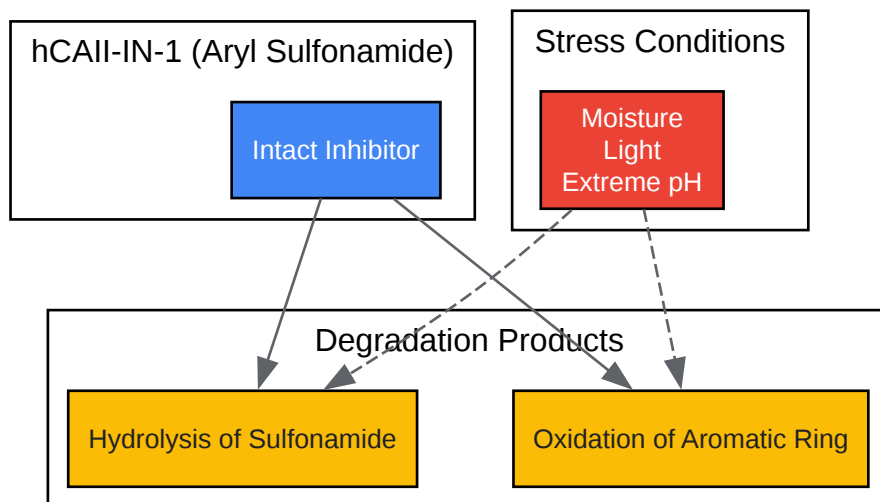 hCAII-IN-1 (Aryl Sulfonamide)
Stress Conditions
Intact Inhibitor
Moisture
Light
Extreme pH
Degradation Products
Hydrolysis of Sulfonamide
Oxidation of Aromatic Ring